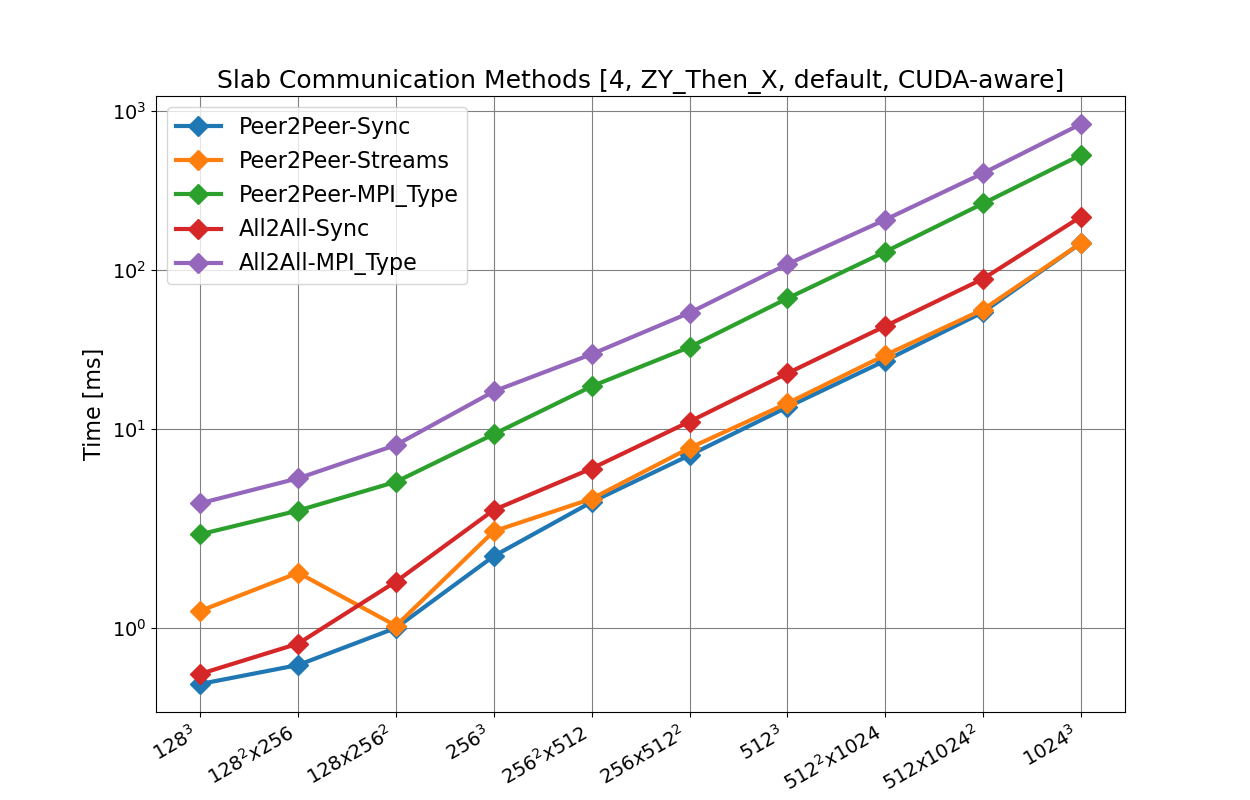 Slab Communication Methods [4, ZY_Then_X, default, CUDA-aware]
Peer2Peer-Sync
Peer2Peer-Streams
Peer2Peer-MPI_Type
All2All-Sync
All2All-MPI_Type
Time [ms]
10³
10²
10¹
10⁰
128³
128²x256
128x256²
256³
256²x512
256x512²
512³
512²x1024
512x1024²
1024³